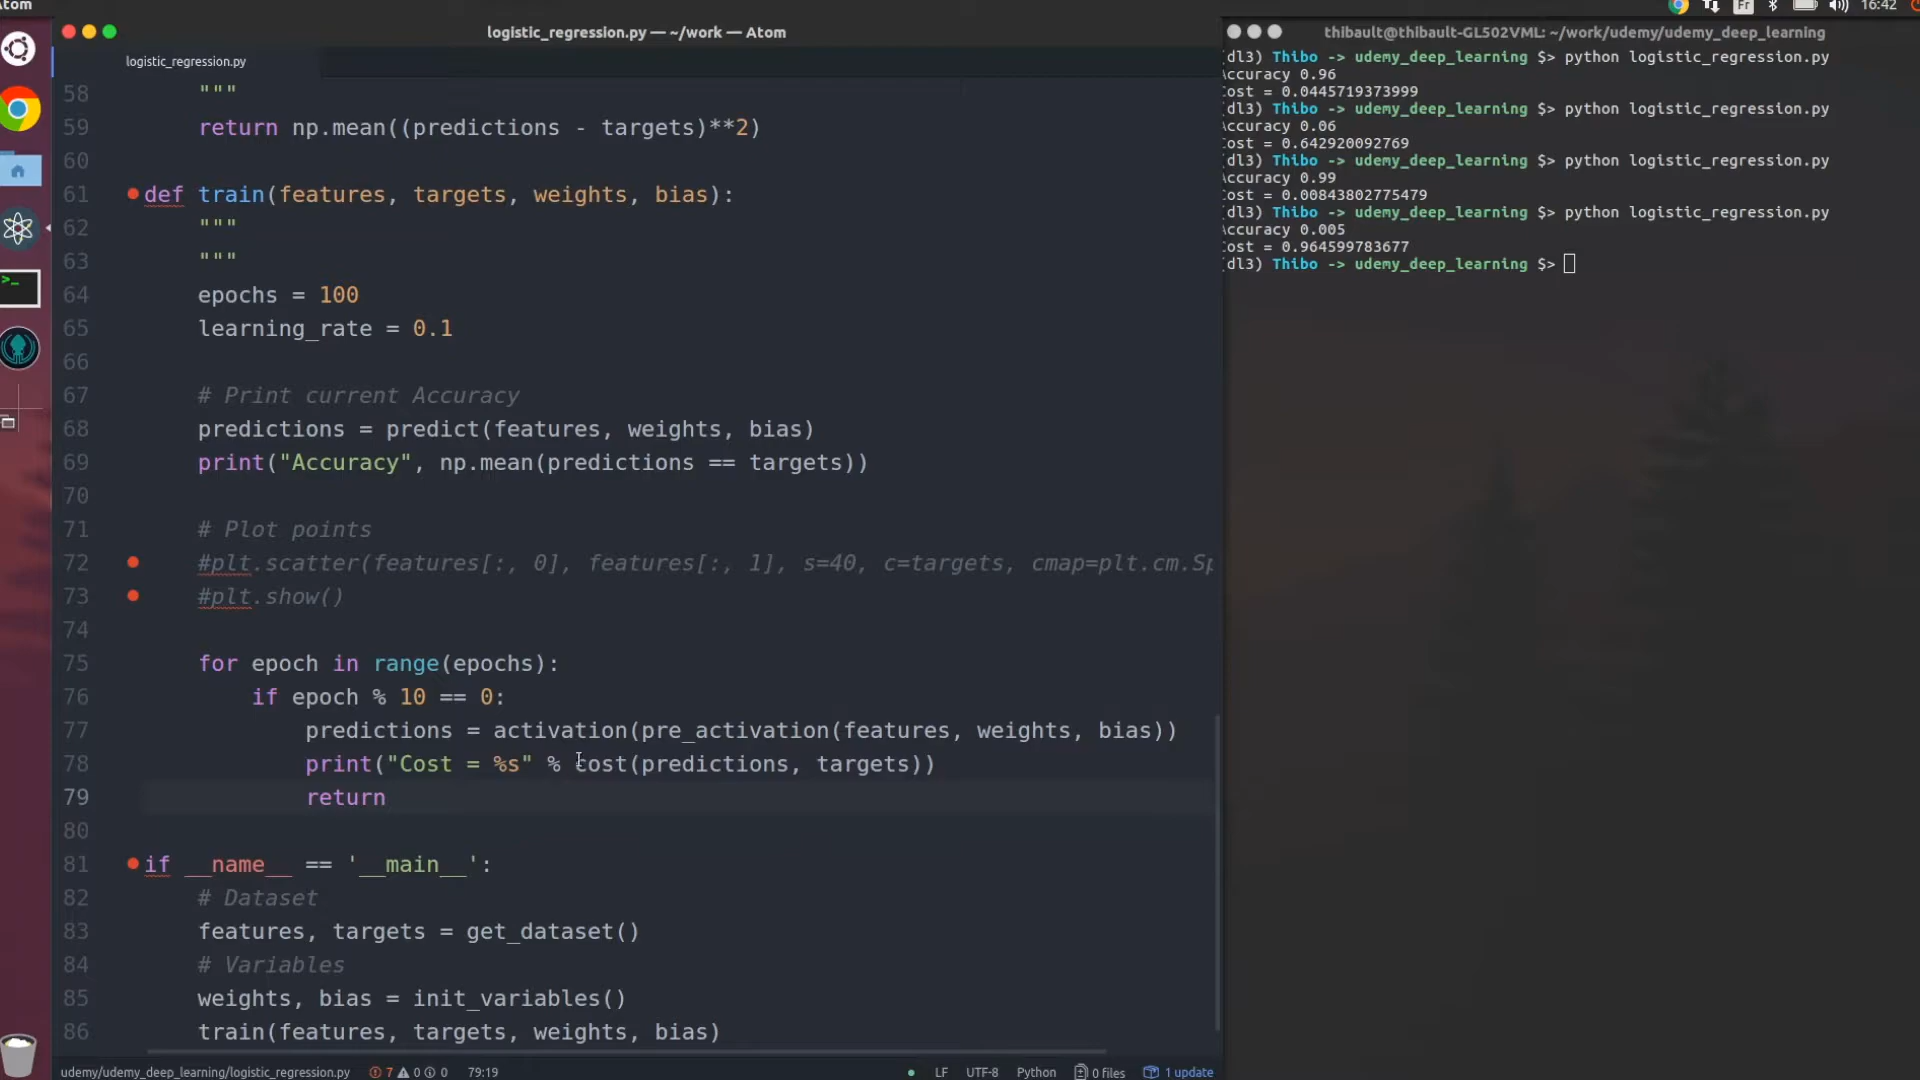 Atom
Fr
16:42
logistic_regression.py — ~/work — Atom
logistic_regression.py
58 """
59 return np.mean((predictions - targets)**2)
60
61 def train(features, targets, weights, bias):
62 """
63 """
64 epochs = 100
65 learning_rate = 0.1
66
67 # Print current Accuracy
68 predictions = predict(features, weights, bias)
69 print("Accuracy", np.mean(predictions == targets))
70
71 # Plot points
72 #plt.scatter(features[:, 0], features[:, 1], s=40, c=targets, cmap=plt.cm.Sp
73 #plt.show()
74
75 for epoch in range(epochs):
76 if epoch % 10 == 0:
77 predictions = activation(pre_activation(features, weights, bias))
78 print("Cost = %s" % cost(predictions, targets))
79 return
80
81 if __name__ == '__main__':
82 # Dataset
83 features, targets = get_dataset()
84 # Variables
85 weights, bias = init_variables()
86 train(features, targets, weights, bias)
udemy/udemy_deep_learning/logistic_regression.py 7 0 0 79:19 LF UTF-8 Python 0 files 1 update
thibault@thibault-GL502VML: ~/work/udemy/udemy_deep_learning
(dl3) Thibo -> udemy_deep_learning $> python logistic_regression.py
Accuracy 0.96
Cost = 0.0445719373999
(dl3) Thibo -> udemy_deep_learning $> python logistic_regression.py
Accuracy 0.06
Cost = 0.642920092769
(dl3) Thibo -> udemy_deep_learning $> python logistic_regression.py
Accuracy 0.99
Cost = 0.00843802775479
(dl3) Thibo -> udemy_deep_learning $> python logistic_regression.py
Accuracy 0.005
Cost = 0.964599783677
(dl3) Thibo -> udemy_deep_learning $>